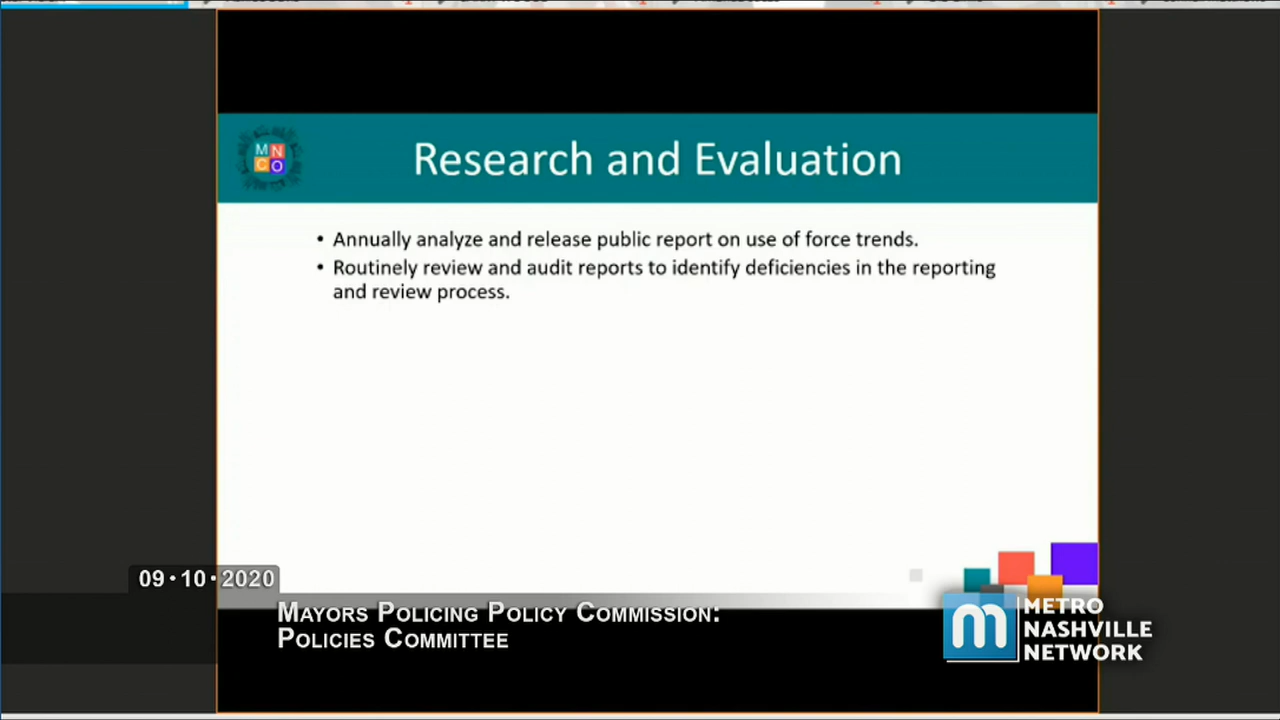 MN
CO
Research and Evaluation
• Annually analyze and release public report on use of force trends.
• Routinely review and audit reports to identify deficiencies in the reporting
and review process.
09•10•2020
MAYORS POLICING POLICY COMMISSION:
POLICIES COMMITTEE
m
METRO
NASHVILLE
NETWORK